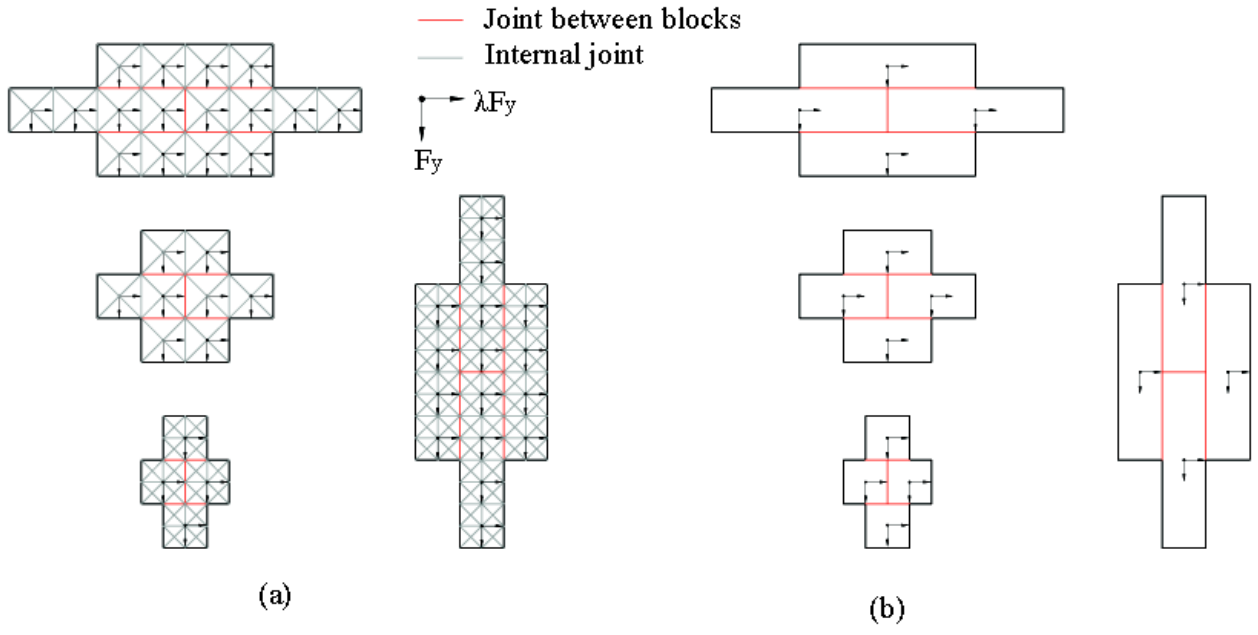 Joint between blocks
Internal joint
λFy
Fy
(a)
(b)